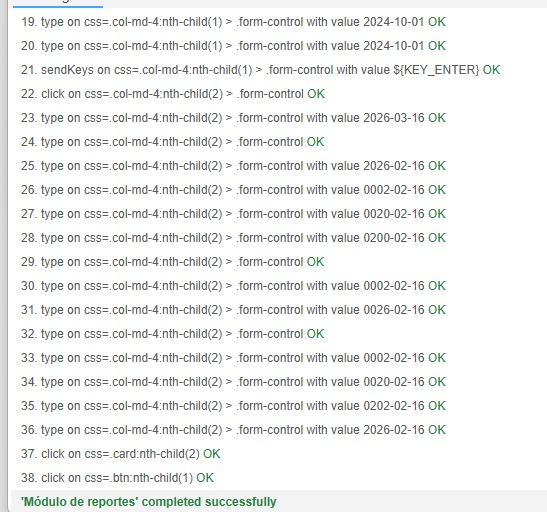 19. type on css=.col-md-4:nth-child(1) > .form-control with value 2024-10-01 OK
20. type on css=.col-md-4:nth-child(1) > .form-control with value 2024-10-01 OK
21. sendKeys on css=.col-md-4:nth-child(1) > .form-control with value ${KEY_ENTER} OK
22. click on css=.col-md-4:nth-child(2) > .form-control OK
23. type on css=.col-md-4:nth-child(2) > .form-control with value 2026-03-16 OK
24. type on css=.col-md-4:nth-child(2) > .form-control OK
25. type on css=.col-md-4:nth-child(2) > .form-control with value 2026-02-16 OK
26. type on css=.col-md-4:nth-child(2) > .form-control with value 0002-02-16 OK
27. type on css=.col-md-4:nth-child(2) > .form-control with value 0020-02-16 OK
28. type on css=.col-md-4:nth-child(2) > .form-control with value 0200-02-16 OK
29. type on css=.col-md-4:nth-child(2) > .form-control OK
30. type on css=.col-md-4:nth-child(2) > .form-control with value 0002-02-16 OK
31. type on css=.col-md-4:nth-child(2) > .form-control with value 0026-02-16 OK
32. type on css=.col-md-4:nth-child(2) > .form-control OK
33. type on css=.col-md-4:nth-child(2) > .form-control with value 0002-02-16 OK
34. type on css=.col-md-4:nth-child(2) > .form-control with value 0020-02-16 OK
35. type on css=.col-md-4:nth-child(2) > .form-control with value 0202-02-16 OK
36. type on css=.col-md-4:nth-child(2) > .form-control with value 2026-02-16 OK
37. click on css=.card:nth-child(2) OK
38. click on css=.btn:nth-child(1) OK
'Módulo de reportes' completed successfully